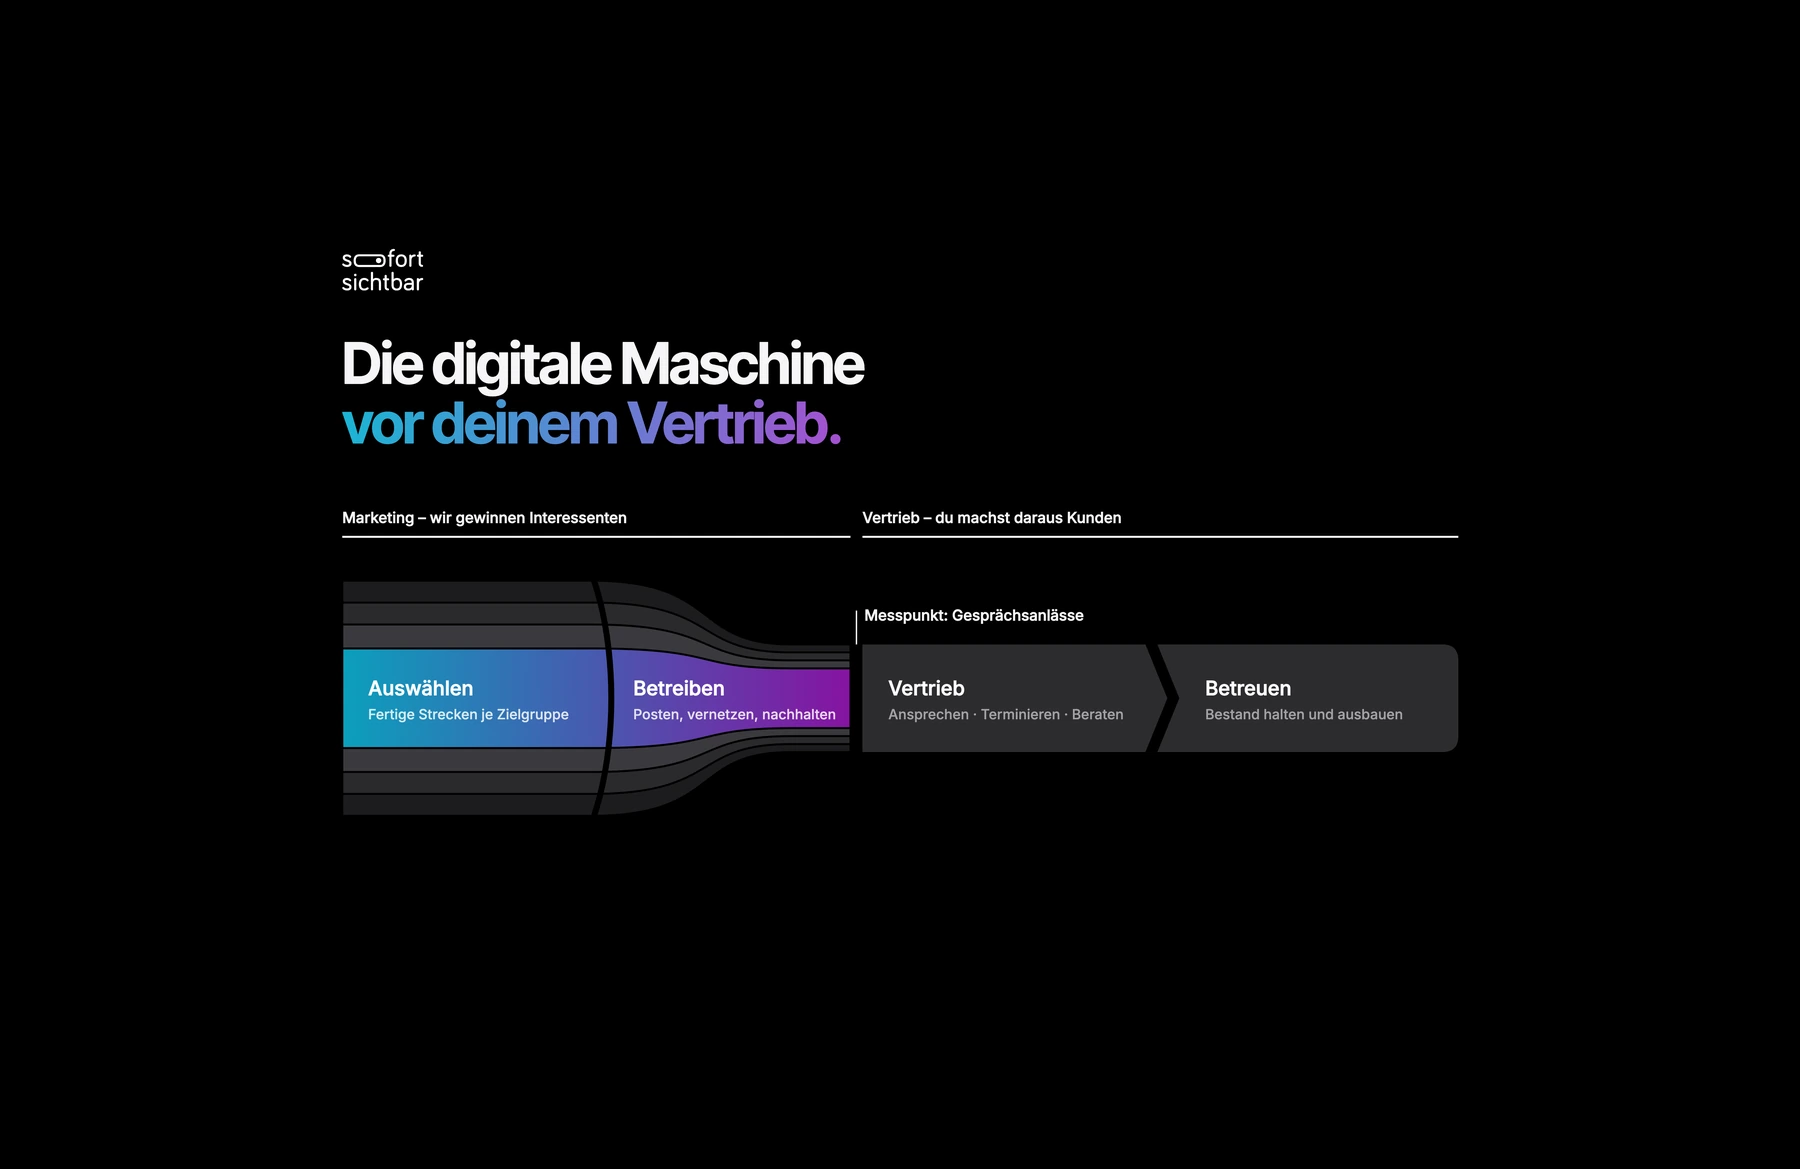 sofort
sichtbar
Die digitale Maschine
vor deinem Vertrieb.
Marketing – wir gewinnen Interessenten
Vertrieb – du machst daraus Kunden
Messpunkt: Gesprächsanlässe
Auswählen
Fertige Strecken je Zielgruppe
Betreiben
Posten, vernetzen, nachhalten
Vertrieb
Ansprechen · Terminieren · Beraten
Betreuen
Bestand halten und ausbauen